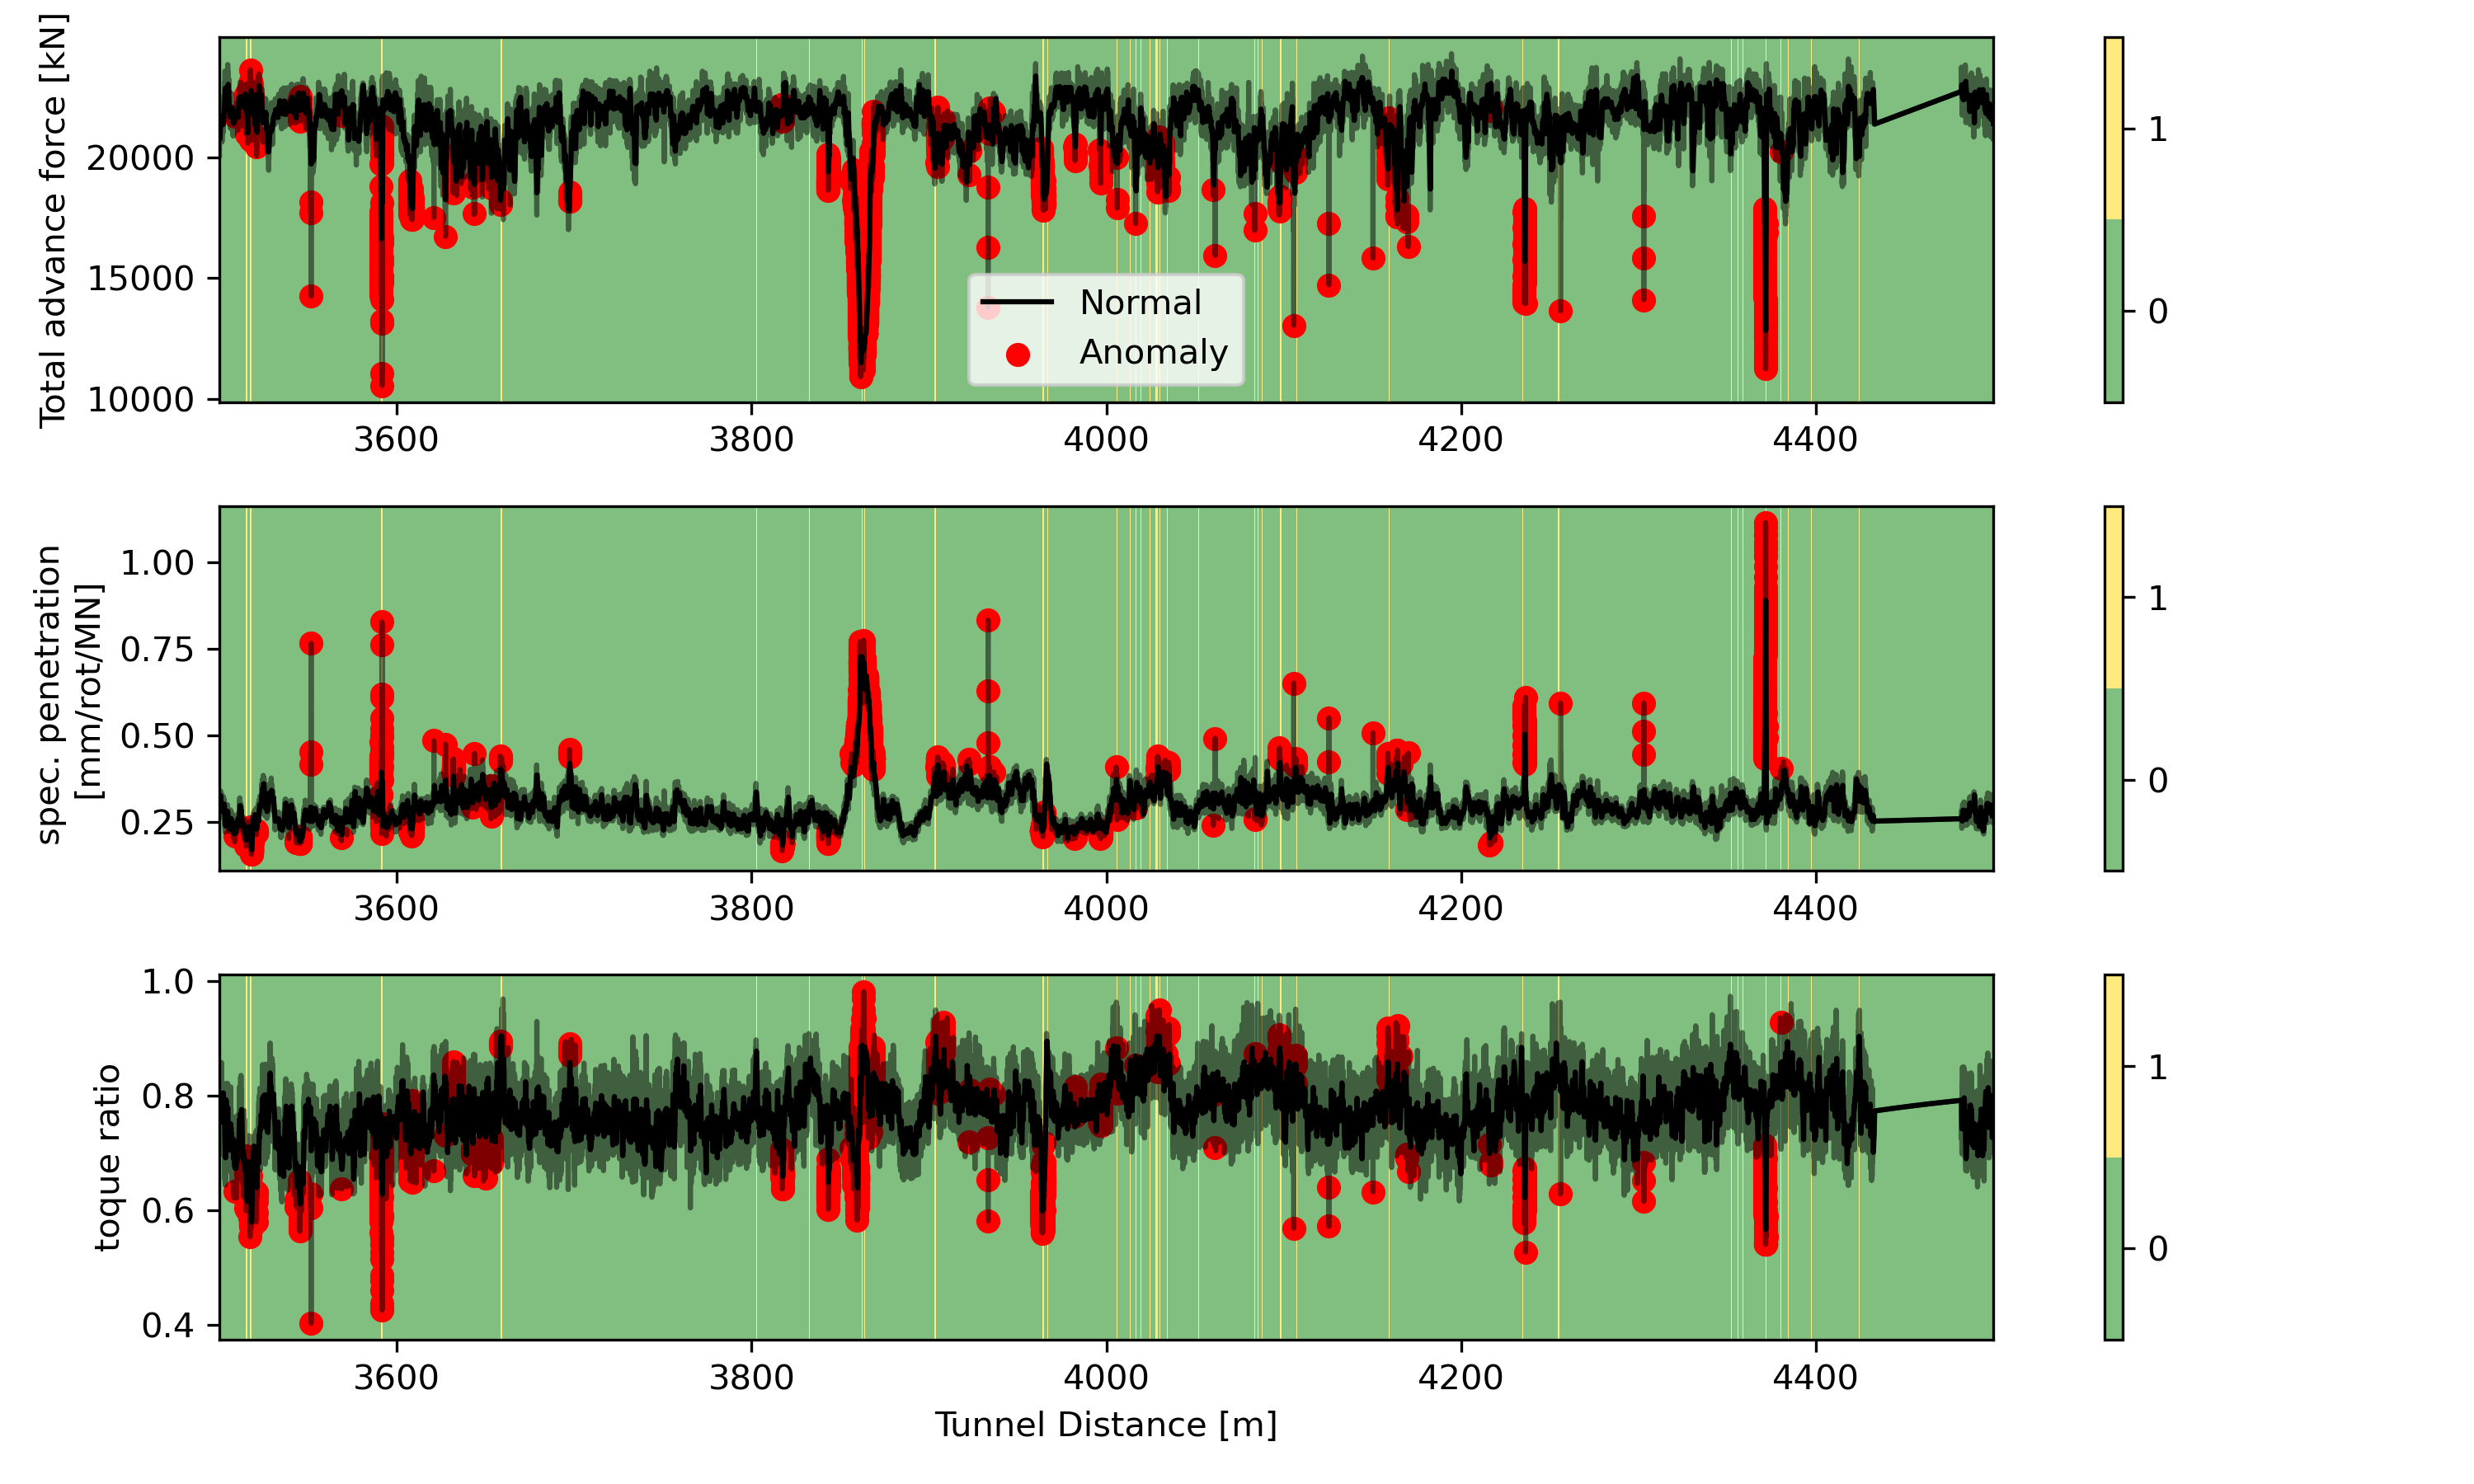 Total advance force [kN]
20000
15000
10000
Normal
Anomaly
3600 3800 4000 4200 4400
1
0
spec. penetration
[mm/rot/MN]
1.00
0.75
0.50
0.25
3600 3800 4000 4200 4400
1
0
toque ratio
1.0
0.8
0.6
0.4
3600 3800 4000 4200 4400
1
0
Tunnel Distance [m]